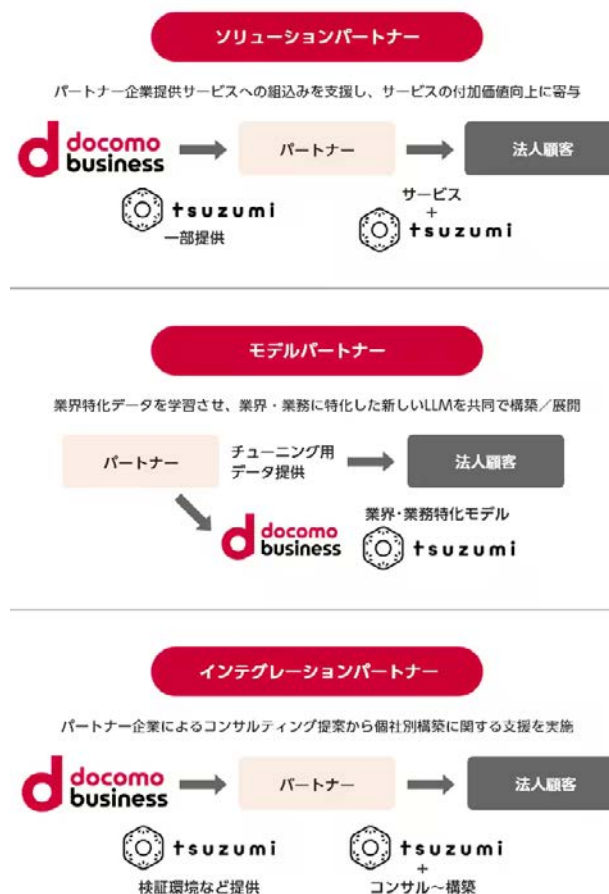 ソリューションパートナー
パートナー企業提供サービスへの組込みを支援し、サービスの付加価値向上に寄与
docomo business
パートナー
法人顧客
tsuzumi
一部提供
サービス
+
tsuzumi
モデルパートナー
業界特化データを学習させ、業界・業務に特化した新しいLLMを共同で構築／展開
パートナー
チューニング用
データ提供
法人顧客
docomo business
業界・業務特化モデル
tsuzumi
インテグレーションパートナー
パートナー企業によるコンサルティング提案から個社別構築に関する支援を実施
docomo business
パートナー
法人顧客
tsuzumi
検証環境など提供
tsuzumi
+
コンサル〜構築